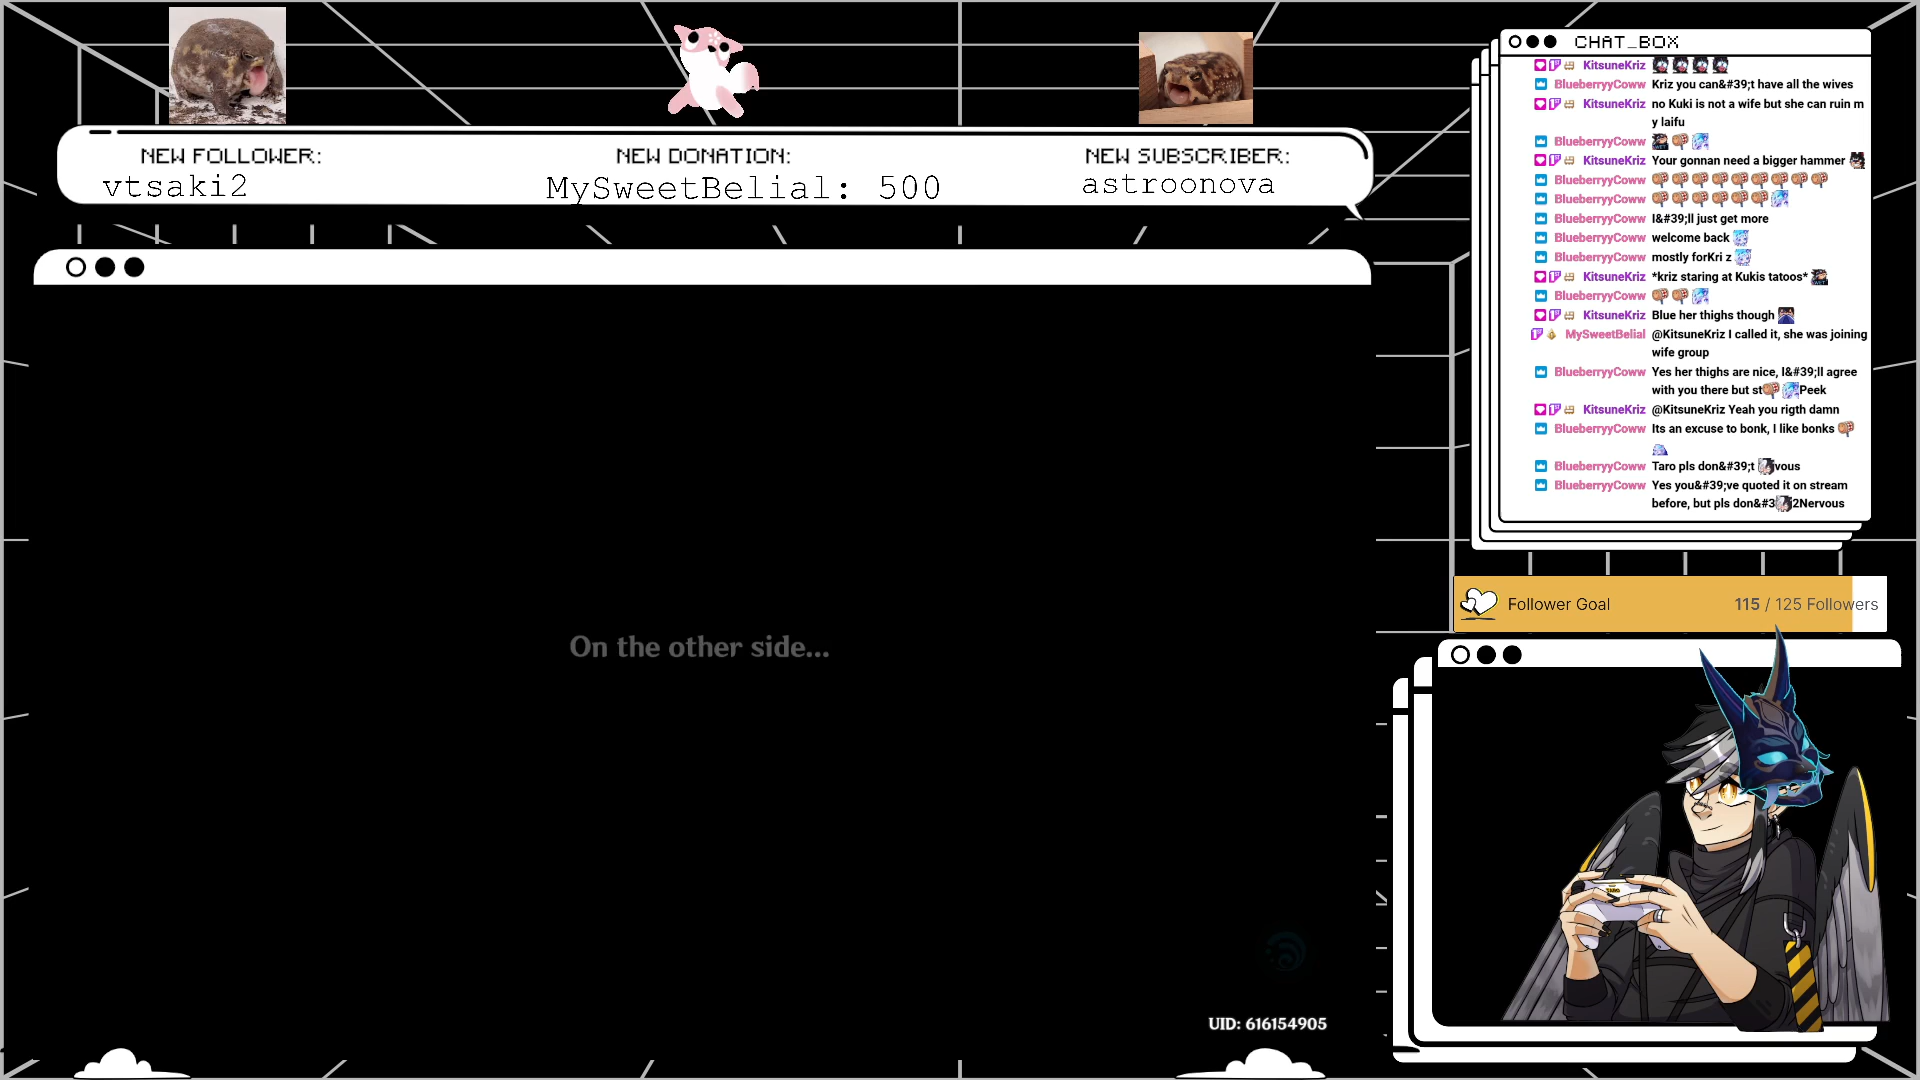 NEW FOLLOWER:
vtsaki2
NEW DONATION:
MySweetBelial: 500
NEW SUBSCRIBER:
astroonova
CHAT_BOX
KitsuneKriz
BlueberryyCoww Kriz you can&#39;t have all the wives
KitsuneKriz no Kuki is not a wife but she can ruin m
y laifu
BlueberryyCoww
KitsuneKriz Your gonnan need a bigger hammer
BlueberryyCoww
BlueberryyCoww
BlueberryyCoww I&#39;ll just get more
BlueberryyCoww welcome back
BlueberryyCoww mostly forKri z
KitsuneKriz *kriz staring at Kukis tatoos*
BlueberryyCoww
KitsuneKriz Blue her thighs though
MySweetBelial @KitsuneKriz I called it, she was joining
wife group
BlueberryyCoww Yes her thighs are nice, I&#39;ll agree
with you there but st Peek
KitsuneKriz @KitsuneKriz Yeah you rigth damn
BlueberryyCoww Its an excuse to bonk, I like bonks
BlueberryyCoww Taro pls don&#39;t vous
BlueberryyCoww Yes you&#39;ve quoted it on stream
before, but pls don&#3 2Nervous
Follower Goal 115 / 125 Followers
On the other side...
UID: 616154905